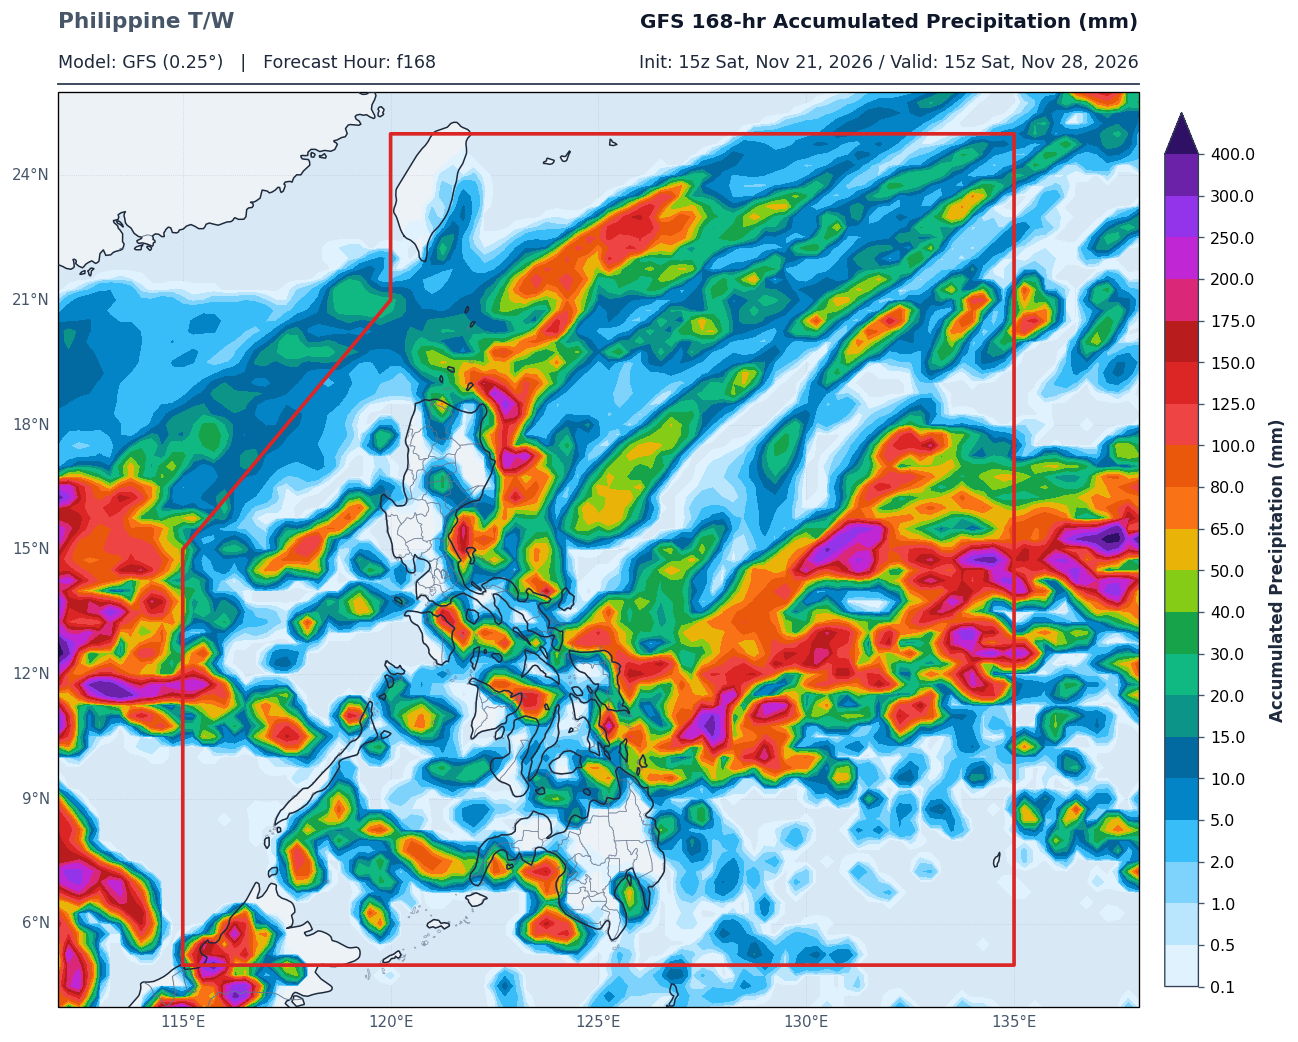 Philippine T/W
GFS 168-hr Accumulated Precipitation (mm)
Model: GFS (0.25°) | Forecast Hour: f168
Init: 15z Sat, Nov 21, 2026 / Valid: 15z Sat, Nov 28, 2026
24°N
21°N
18°N
15°N
12°N
9°N
6°N
115°E
120°E
125°E
130°E
135°E
400.0
300.0
250.0
200.0
175.0
150.0
125.0
100.0
80.0
65.0
50.0
40.0
30.0
20.0
15.0
10.0
5.0
2.0
1.0
0.5
0.1
Accumulated Precipitation (mm)